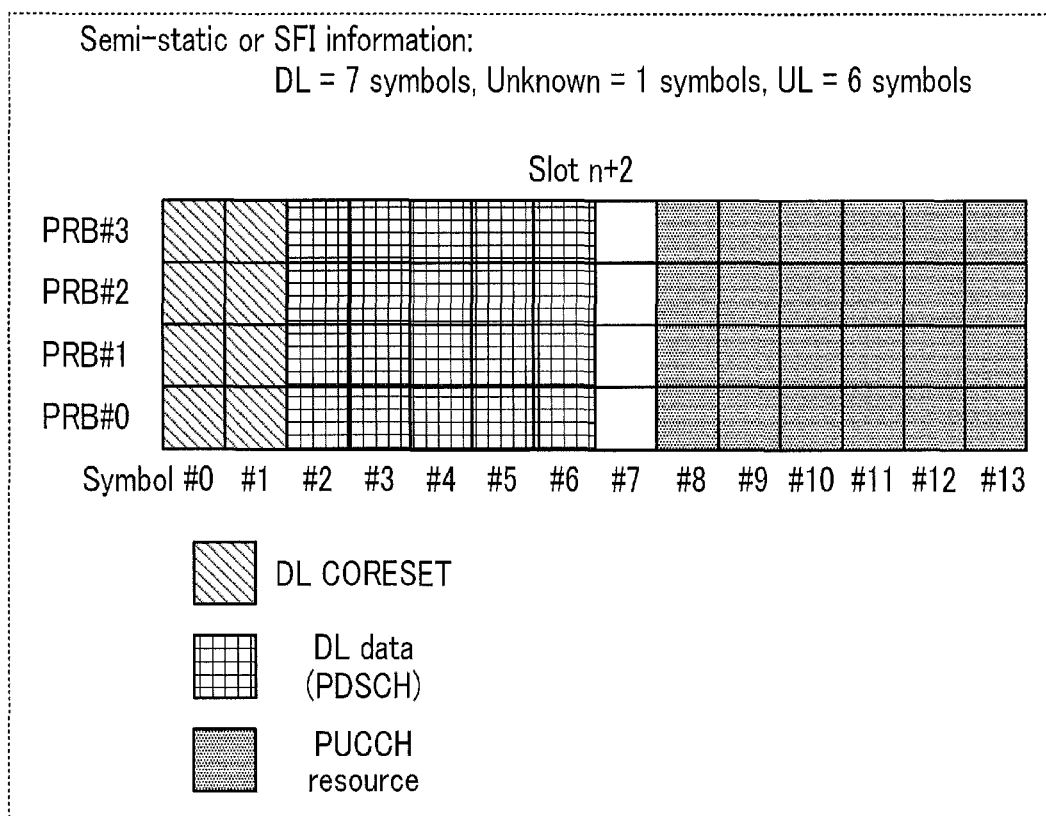 Semi-static or SFI information:
DL = 7 symbols, Unknown = 1 symbols, UL = 6 symbols
Slot n+2
PRB#3
PRB#2
PRB#1
PRB#0
Symbol #0 #1 #2 #3 #4 #5 #6 #7 #8 #9 #10 #11 #12 #13
DL CORESET
DL data
(PDSCH)
PUCCH
resource